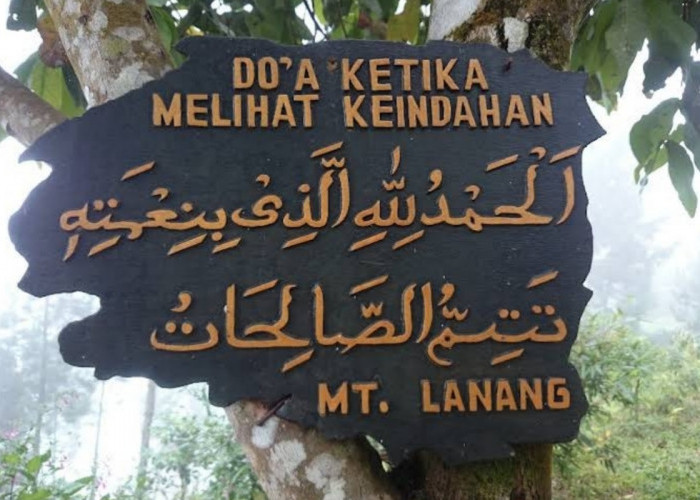 DO'A KETIKA
MELIHAT KEINDAHAN
اَلْحَمْدُ لِلّٰهِ الَّذِيْ بِنِعْمَتِهِ
تَتِمُّ الصَّالِحَاتُ
MT. LANANG